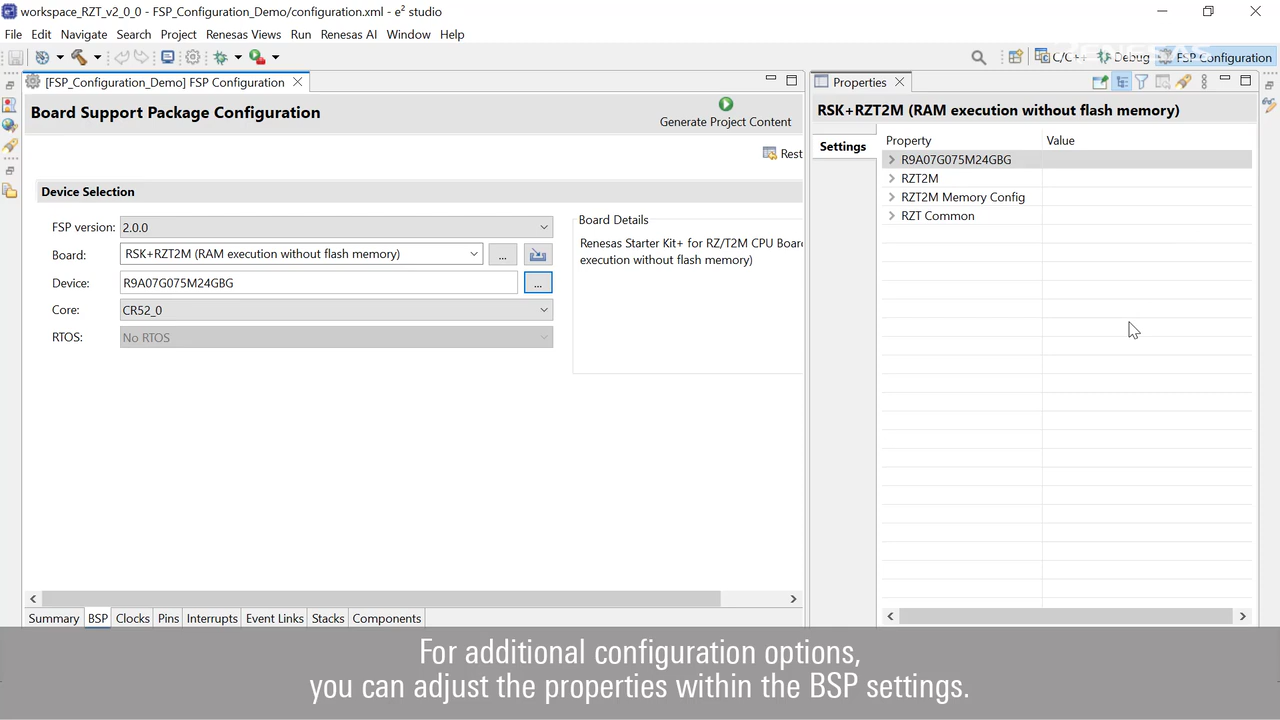 workspace_RZT_v2_0_0 - FSP_Configuration_Demo/configuration.xml - e² studio
File Edit Navigate Search Project Renesas Views Run Renesas AI Window Help
C/C++ Debug FSP Configuration
[FSP_Configuration_Demo] FSP Configuration
Properties
Board Support Package Configuration
Generate Project Content
RSK+RZT2M (RAM execution without flash memory)
Settings
Property Value
Rest
R9A07G075M24GBG
RZT2M
RZT2M Memory Config
RZT Common
Device Selection
FSP version: 2.0.0
Board: RSK+RZT2M (RAM execution without flash memory) ...
Device: R9A07G075M24GBG ...
Core: CR52_0
RTOS: No RTOS
Board Details
Renesas Starter Kit+ for RZ/T2M CPU Board
execution without flash memory)
Summary BSP Clocks Pins Interrupts Event Links Stacks Components
For additional configuration options,
you can adjust the properties within the BSP settings.